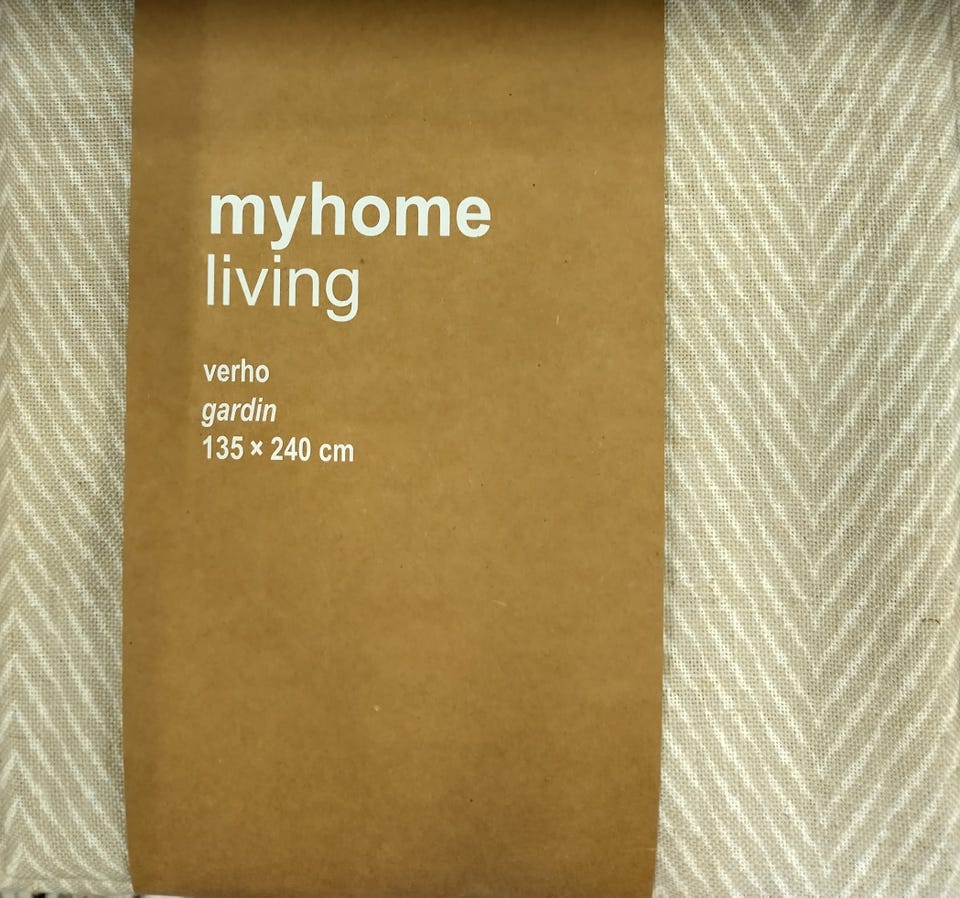 myhome
living
verho
gardin
135 × 240 cm